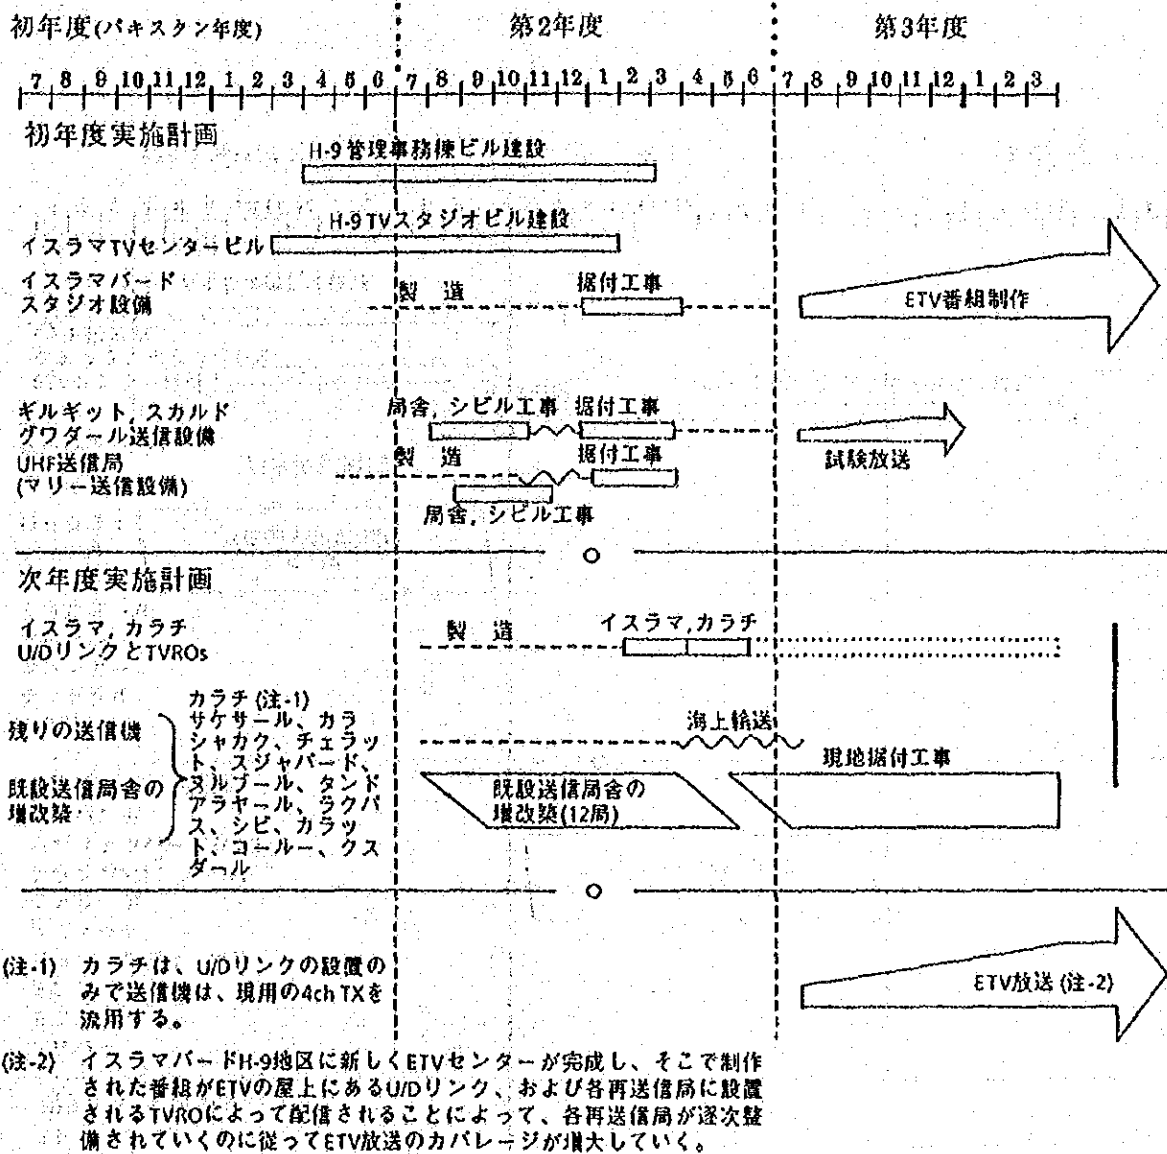 初年度(パキスタン年度) 第2年度 第3年度
7 8 9 10 11 12 1 2 3 4 5 6 7 8 9 10 11 12 1 2 3 4 5 6 7 8 9 10 11 12 1 2 3
初年度実施計画
H-9管理事務棟ビル建設
H-9TVスタジオビル建設
イスラマTVセンタービル
イスラマバード
スタジオ設備
製 造
据付工事
ETV番組制作
ギルギット, スカルド
グワダール送信設備
局舎, シビル工事 据付工事
試験放送
UHF送信局
(マリー送信設備)
製 造
据付工事
局舎, シビル工事
次年度実施計画
イスラマ, カラチ
U/DリンクとTVROs
製 造
イスラマ,カラチ
残りの送信機
既設送信局舎の
増改築
カラチ(注-1)
サケサール、カラ
シャカク、チェラッ
ト、スジャバード、
ヌルプール、タンド
アラヤール、ラクパ
ス、シビ、カラッ
ト、コールー、クス
ダール
海上輸送
既設送信局舎の
増改築(12局)
現地据付工事
ETV放送(注-2)
(注-1) カラチは、U/Dリンクの設置の
みで送信機は、現用の4ch TXを
流用する。
(注-2) イスラマバードH-9地区に新しくETVセンターが完成し、そこで制作
された番組がETVの屋上にあるU/Dリンク、および各再送信局に設置
されるTVROによって配信されることによって、各再送信局が逐次整
備されていくのに従ってETV放送のカバレージが増大していく。